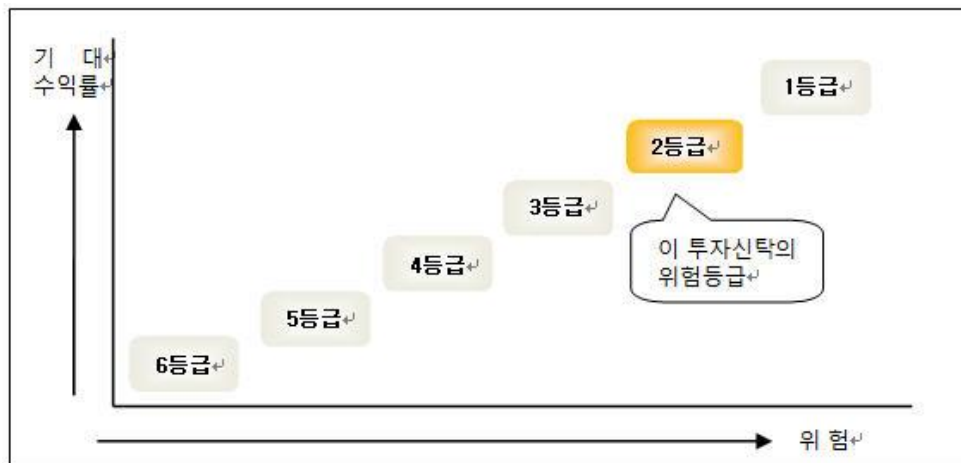 기 대
수익률
1등급
2등급
3등급
이 투자신탁의
위험등급
4등급
5등급
6등급
위 험